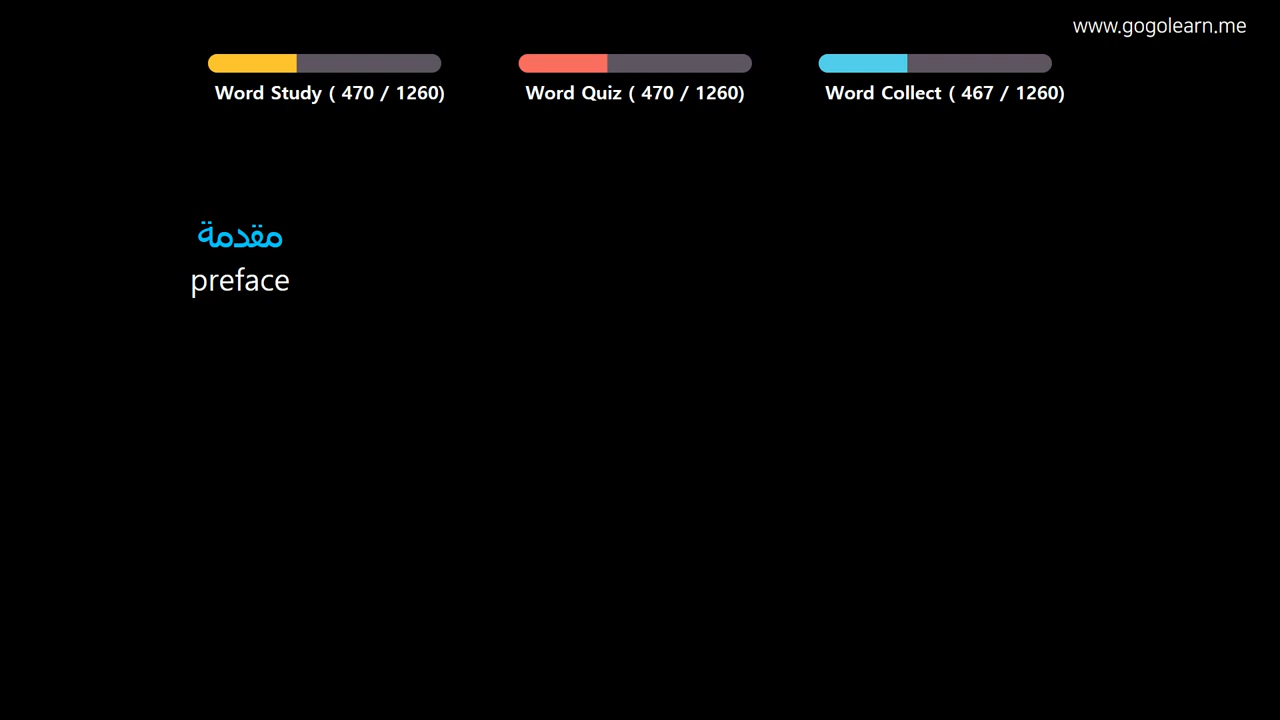 www.gogolearn.me
Word Study ( 470 / 1260)
Word Quiz ( 470 / 1260)
Word Collect ( 467 / 1260)
مقدمة
preface